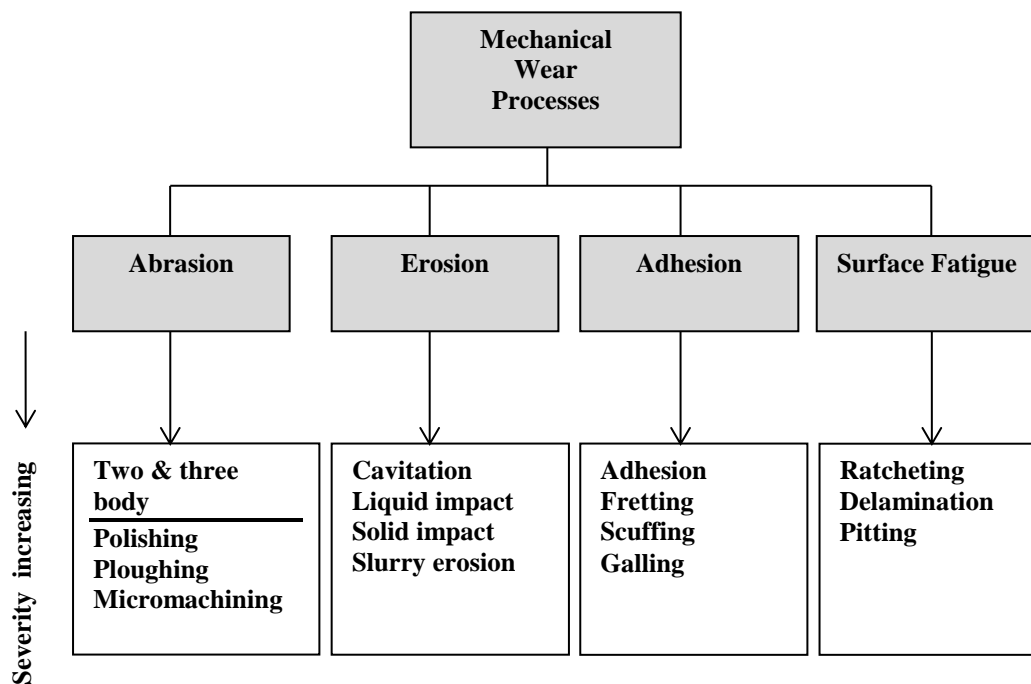 Mechanical
Wear
Processes
Abrasion
Erosion
Adhesion
Surface Fatigue
Severity increasing
Two & three
body
Polishing
Ploughing
Micromachining
Cavitation
Liquid impact
Solid impact
Slurry erosion
Adhesion
Fretting
Scuffing
Galling
Ratcheting
Delamination
Pitting